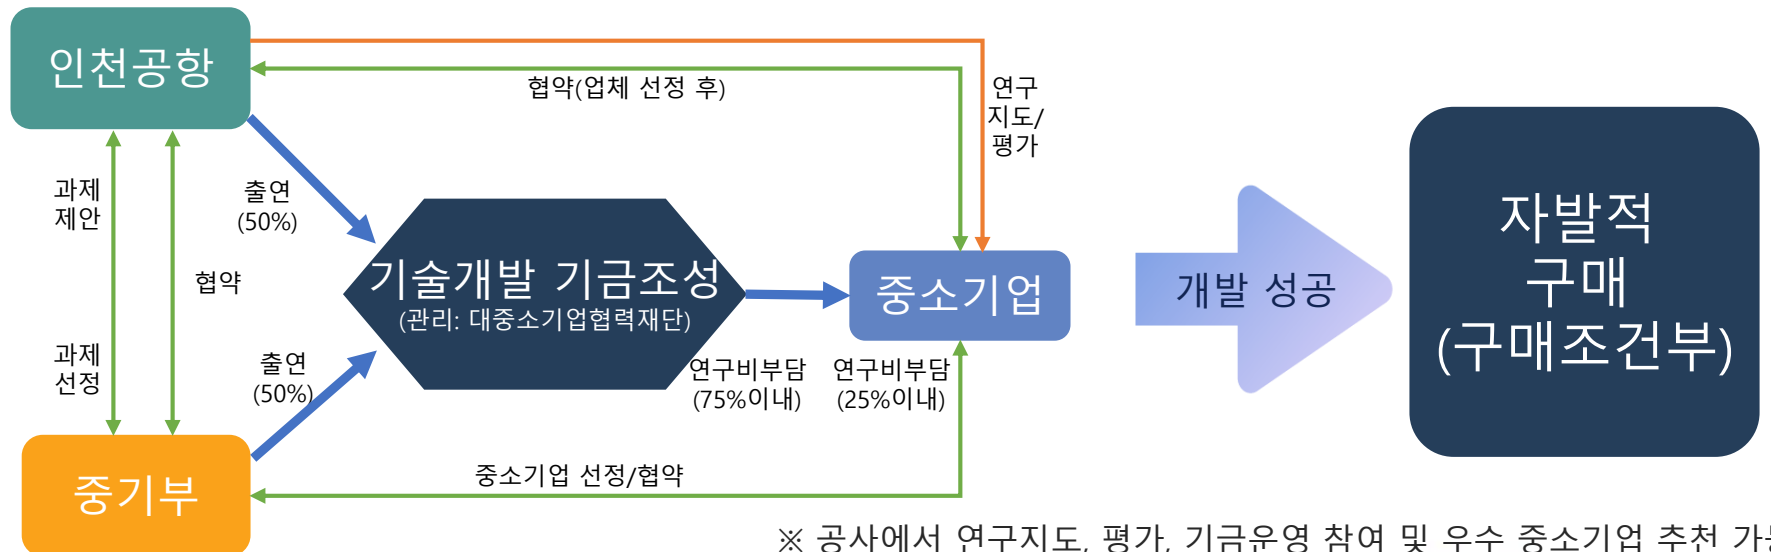 인천공항
협약(업체 선정 후)
연구
지도/
평가
과제
제안
출연
(50%)
협약
기술개발 기금조성
(관리: 대중소기업협력재단)
중소기업
개발 성공
자발적
구매
(구매조건부)
과제
선정
출연
(50%)
연구비부담
(75%이내)
연구비부담
(25%이내)
중소기업 선정/협약
중기부
※ 공사에서 연구지도, 평가, 기금운영 참여 및 우수 중소기업 추천